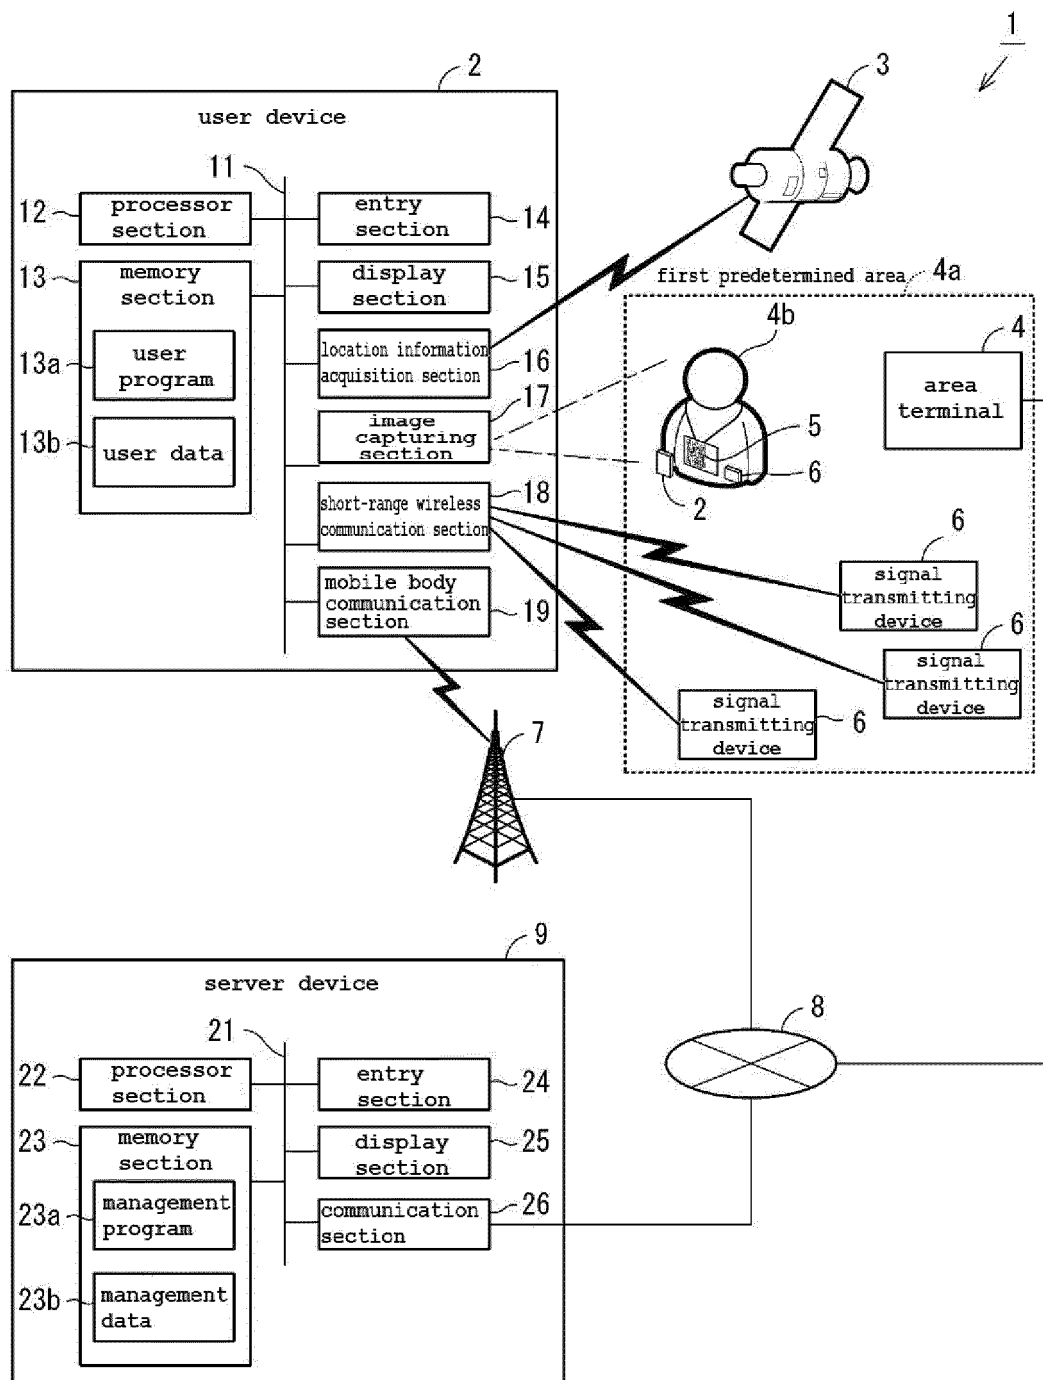 1
2
3
user device
11
12
processor
section
entry
section
14
13
memory
section
display
section
15
first predetermined area
4a
13a
user
program
location information
acquisition section
16
4b
4
area
terminal
17
13b
user data
image
capturing
section
5
6
2
18
short-range wireless
communication section
6
signal
transmitting
device
mobile body
communication
section
19
6
signal
transmitting
device
signal
transmitting
device
6
7
9
server device
8
21
22
processor
section
entry
section
24
23
memory
section
display
section
25
23a
management
program
communication
section
26
23b
management
data